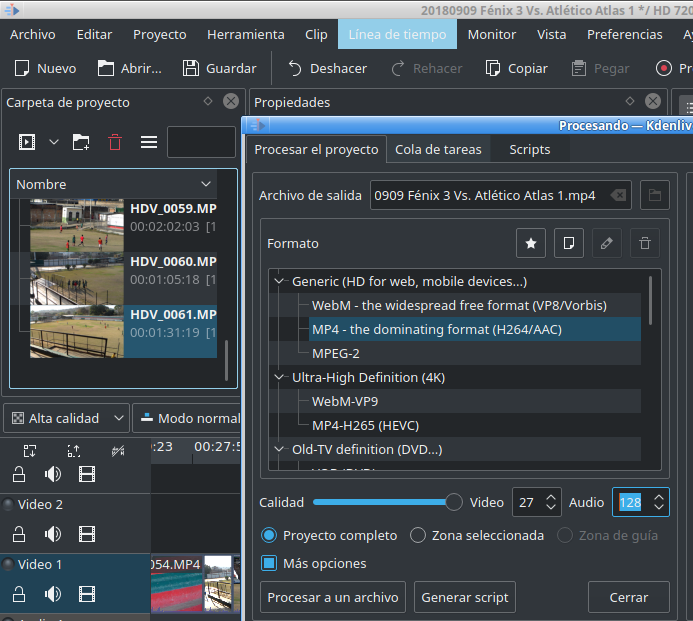 20180909 Fénix 3 Vs. Atlético Atlas 1 */ HD 720
Archivo Editar Proyecto Herramienta Clip Línea de tiempo Monitor Vista Preferencias Ay
Nuevo Abrir... Guardar Deshacer Rehacer Copiar Pegar Pr
Carpeta de proyecto
Propiedades
Procesando — Kdenliv
Procesar el proyecto Cola de tareas Scripts
Nombre
HDV_0059.MP
00:02:02:03 [1
HDV_0060.MP
00:01:05:18 [1
HDV_0061.MP
00:01:31:19 [1
Archivo de salida 0909 Fénix 3 Vs. Atlético Atlas 1.mp4
Formato
Generic (HD for web, mobile devices...)
WebM - the widespread free format (VP8/Vorbis)
MP4 - the dominating format (H264/AAC)
MPEG-2
Ultra-High Definition (4K)
WebM-VP9
MP4-H265 (HEVC)
Old-TV definition (DVD...)
Alta calidad Modo normal
:23 00:27:5
Video 2
Video 1
054.MP4
Calidad Video 27 Audio 128
Proyecto completo Zona seleccionada Zona de guía
Más opciones
Procesar a un archivo Generar script Cerrar